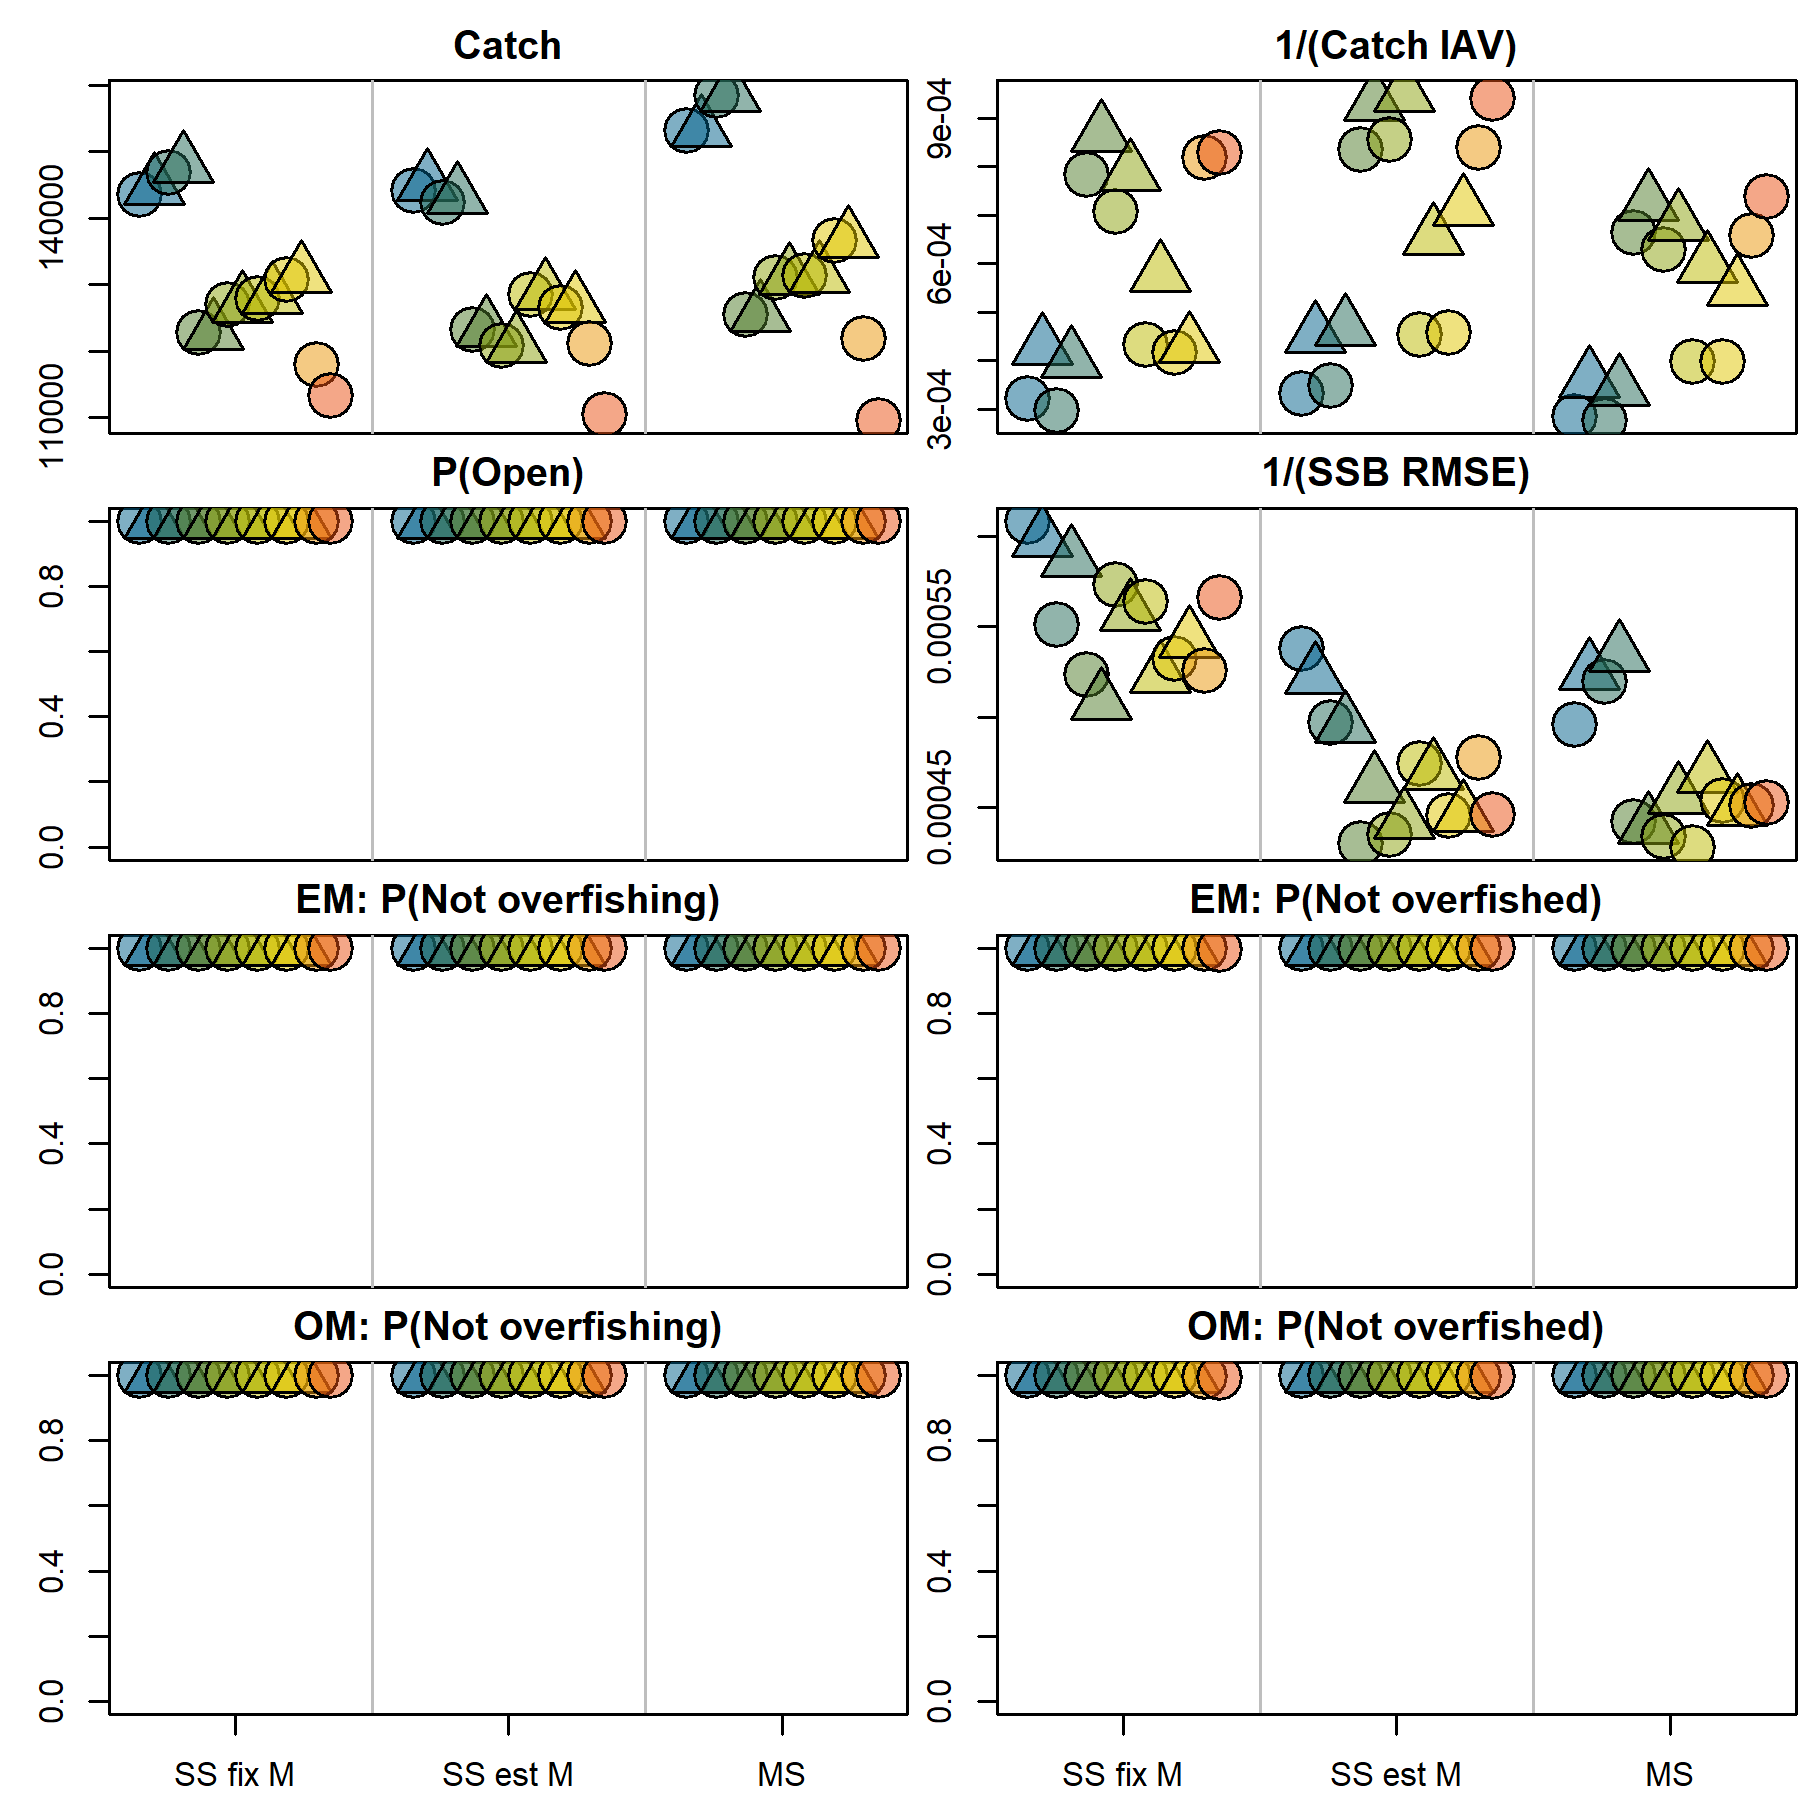 Catch
1/(Catch IAV)
110000
140000
3e-04
6e-04
9e-04
P(Open)
1/(SSB RMSE)
0.0
0.4
0.8
0.00045
0.00055
EM: P(Not overfishing)
EM: P(Not overfished)
0.0
0.4
0.8
0.0
0.4
0.8
OM: P(Not overfishing)
OM: P(Not overfished)
0.0
0.4
0.8
0.0
0.4
0.8
SS fix M
SS est M
MS
SS fix M
SS est M
MS